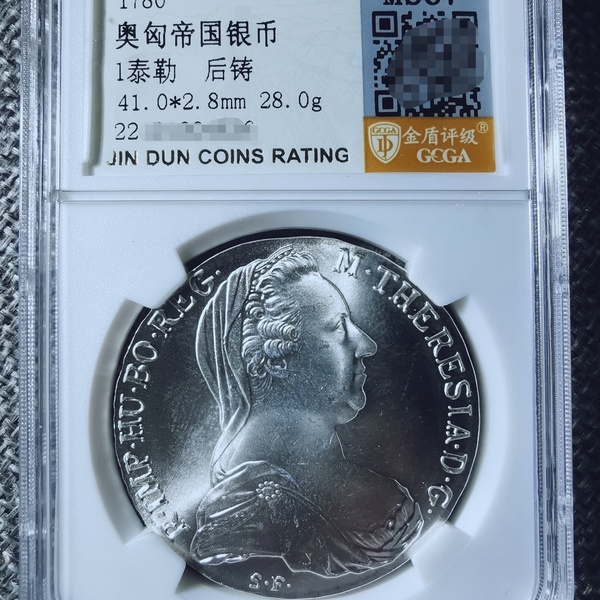 1780
奥匈帝国银币
1泰勒 后铸
41.0*2.8mm 28.0g
22
JIN DUN COINS RATING
金盾评级®
GCGA
R·IMP·HU·BO·REG. M·THERESIA·D·G.
S·F·